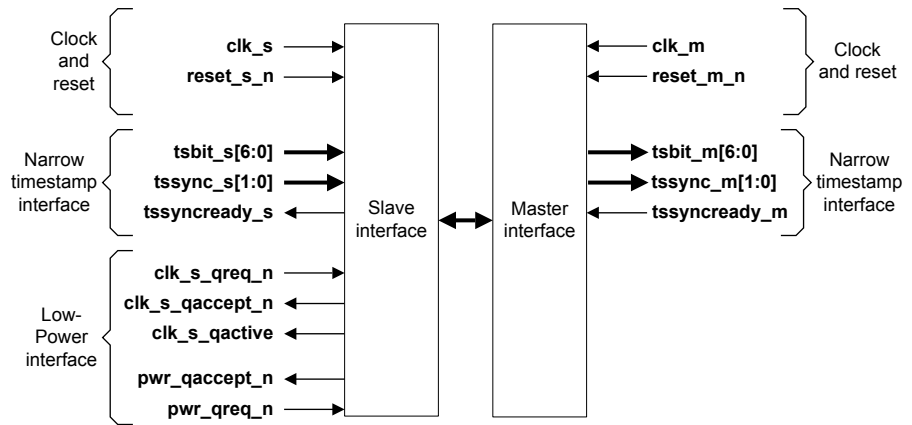 Clock
and
reset
clk_s
reset_s_n
clk_m
reset_m_n
Clock
and reset
Narrow
timestamp
interface
tsbit_s[6:0]
tssync_s[1:0]
tssyncready_s
Slave
interface
Master
interface
tsbit_m[6:0]
tssync_m[1:0]
tssyncready_m
Narrow
timestamp
interface
Low-
Power
interface
clk_s_qreq_n
clk_s_qaccept_n
clk_s_qactive
pwr_qaccept_n
pwr_qreq_n